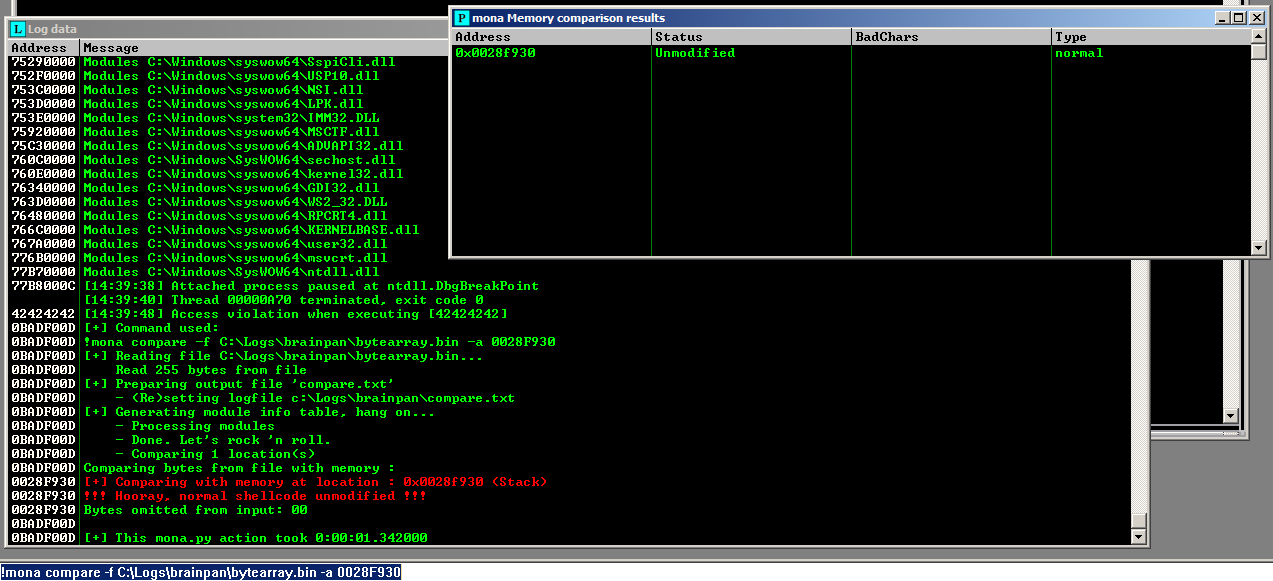 L Log data
Address Message
75290000 Modules C:\Windows\syswow64\SspiCli.dll
752F0000 Modules C:\Windows\syswow64\USP10.dll
753C0000 Modules C:\Windows\syswow64\NSI.dll
753D0000 Modules C:\Windows\syswow64\LPK.dll
753E0000 Modules C:\Windows\system32\IMM32.DLL
75920000 Modules C:\Windows\syswow64\MSCTF.dll
75C30000 Modules C:\Windows\syswow64\ADVAPI32.dll
760C0000 Modules C:\Windows\SysWOW64\sechost.dll
760E0000 Modules C:\Windows\syswow64\kernel32.dll
76340000 Modules C:\Windows\syswow64\GDI32.dll
763D0000 Modules C:\Windows\syswow64\WS2_32.DLL
76480000 Modules C:\Windows\syswow64\RPCRT4.dll
766C0000 Modules C:\Windows\syswow64\KERNELBASE.dll
767A0000 Modules C:\Windows\syswow64\user32.dll
776B0000 Modules C:\Windows\syswow64\msvcrt.dll
77B70000 Modules C:\Windows\SysWOW64\ntdll.dll
77B8000C [14:39:38] Attached process paused at ntdll.DbgBreakPoint
[14:39:40] Thread 00000A70 terminated, exit code 0
42424242 [14:39:48] Access violation when executing [42424242]
0BADF00D [+] Command used:
0BADF00D !mona compare -f C:\Logs\brainpan\bytearray.bin -a 0028F930
0BADF00D [+] Reading file C:\Logs\brainpan\bytearray.bin...
0BADF00D Read 255 bytes from file
0BADF00D [+] Preparing output file 'compare.txt'
0BADF00D - (Re)setting logfile c:\Logs\brainpan\compare.txt
0BADF00D [+] Generating module info table, hang on...
0BADF00D - Processing modules
0BADF00D - Done. Let's rock 'n roll.
0BADF00D - Comparing 1 location(s)
0BADF00D Comparing bytes from file with memory :
0028F930 [+] Comparing with memory at location : 0x0028f930 (Stack)
0028F930 !!! Hooray, normal shellcode unmodified !!!
0028F930 Bytes omitted from input: 00
0BADF00D
0BADF00D [+] This mona.py action took 0:00:01.342000
P mona Memory comparison results
Address Status BadChars Type
0x0028f930 Unmodified normal
!mona compare -f C:\Logs\brainpan\bytearray.bin -a 0028F930